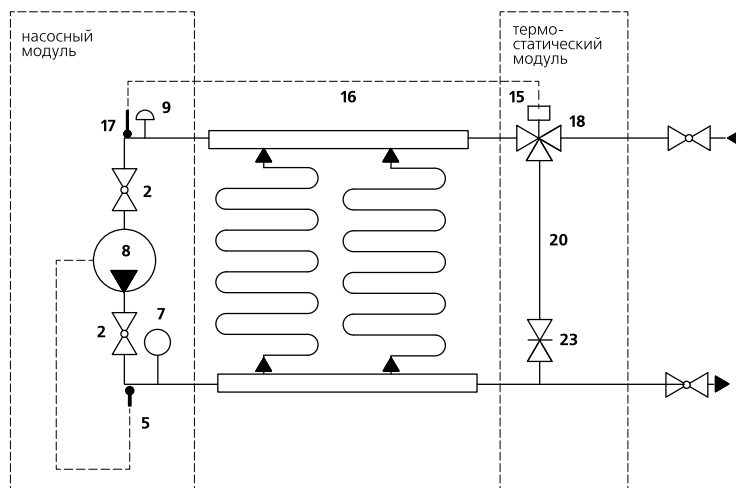 насосный
модуль
термо-
статический
модуль
9
16
15
17
18
2
8
20
7
2
23
5